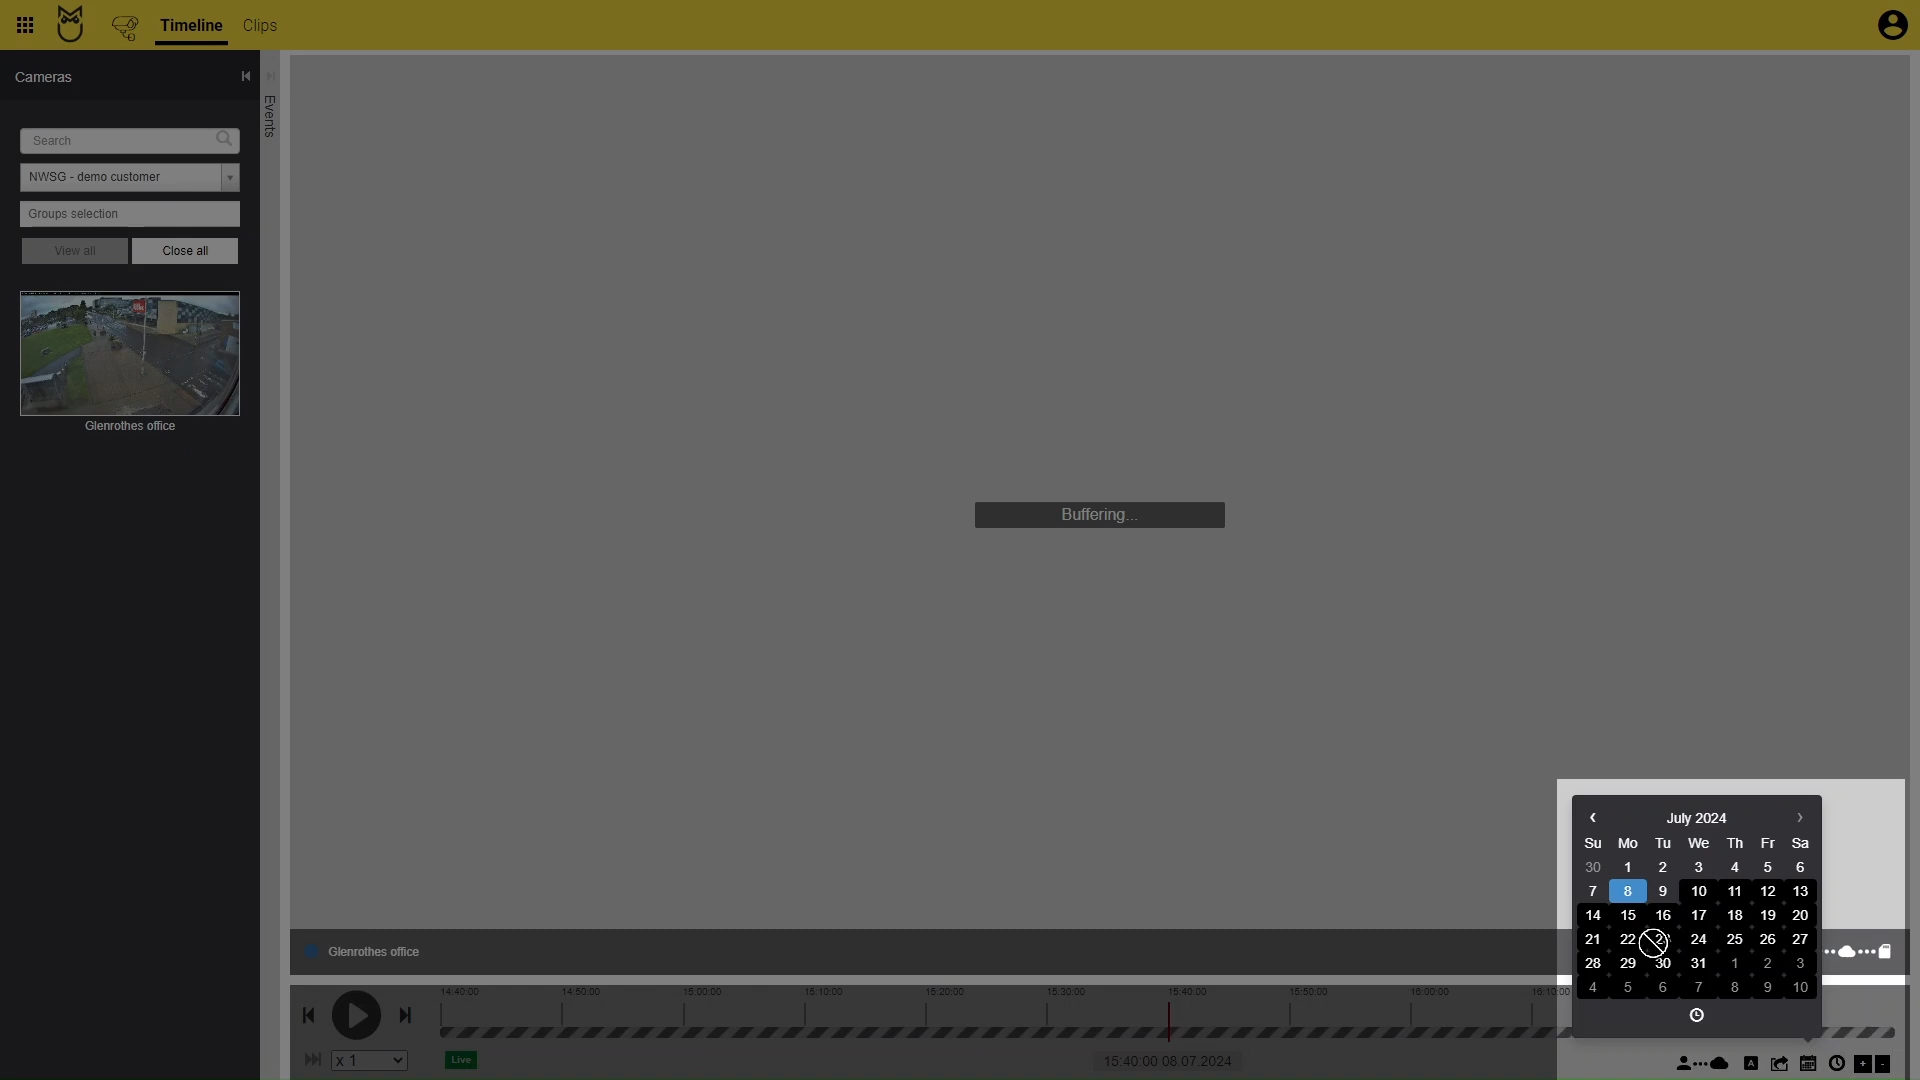 Timeline Clips
Cameras
Events
Search
NWSG - demo customer
Groups selection
View all Close all
Glenrothes office
Buffering...
July 2024
Su Mo Tu We Th Fr Sa
30 1 2 3 4 5 6
7 8 9 10 11 12 13
14 15 16 17 18 19 20
21 22 23 24 25 26 27
28 29 30 31 1 2 3
4 5 6 7 8 9 10
Glenrothes office
14:40:00 14:50:00 15:00:00 15:10:00 15:20:00 15:30:00 15:40:00 15:50:00 16:00:00 16:10:00
x 1 Live 15:40:00 08.07.2024 A + -